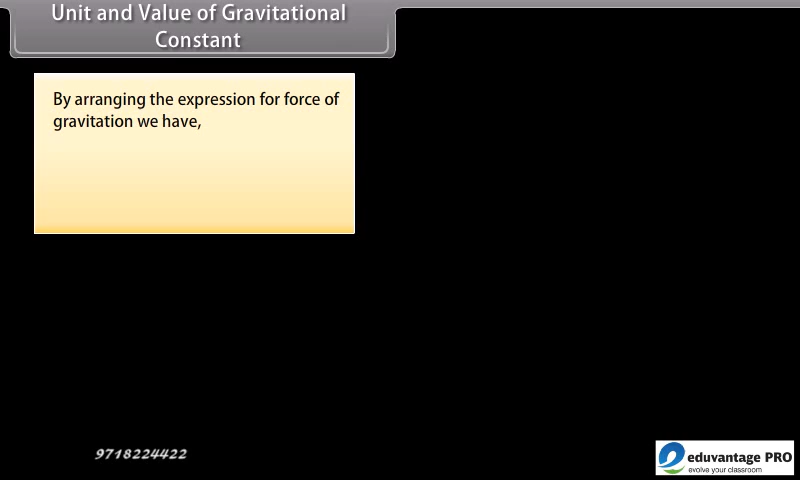 Unit and Value of Gravitational
Constant
By arranging the expression for force of
gravitation we have,
9718224422
eduvantage PRO
evolve your classroom